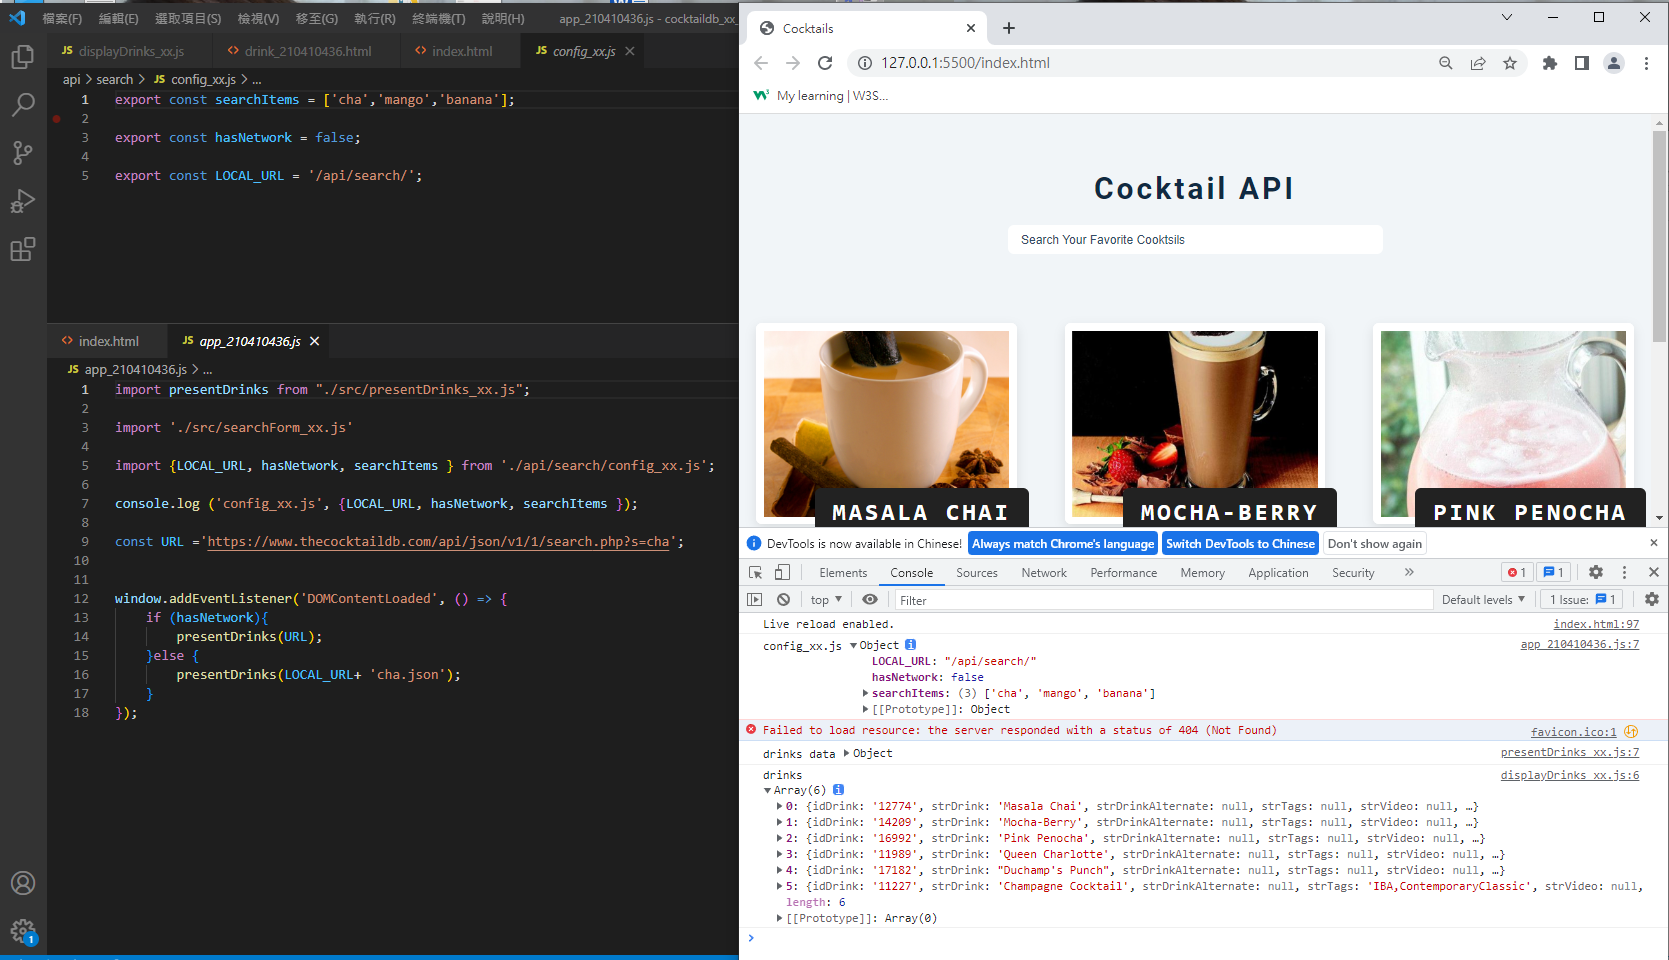 檔案(F) 編輯(E) 選取項目(S) 檢視(V) 移至(G) 執行(R) 終端機(T) 說明(H) app_210410436.js - cocktaildb_xx_
JS displayDrinks_xx.js <> drink_210410436.html <> index.html JS config_xx.js ×
api > search > JS config_xx.js > ...
1 export const searchItems = ['cha','mango','banana'];
2
3 export const hasNetwork = false;
4
5 export const LOCAL_URL = '/api/search/';
<> index.html JS app_210410436.js ×
JS app_210410436.js > ...
1 import presentDrinks from "./src/presentDrinks_xx.js";
2
3 import './src/searchForm_xx.js'
4
5 import {LOCAL_URL, hasNetwork, searchItems } from './api/search/config_xx.js';
6
7 console.log ('config_xx.js', {LOCAL_URL, hasNetwork, searchItems });
8
9 const URL ='https://www.thecocktaildb.com/api/json/v1/1/search.php?s=cha';
10
11
12 window.addEventListener('DOMContentLoaded', () => {
13 if (hasNetwork){
14 presentDrinks(URL);
15 }else {
16 presentDrinks(LOCAL_URL+ 'cha.json');
17 }
18 });
1
Cocktails
127.0.0.1:5500/index.html
My learning | W3S...
Cocktail API
Search Your Favorite Cooktsils
MASALA CHAI
MOCHA-BERRY
PINK PENOCHA
DevTools is now available in Chinese! Always match Chrome's language Switch DevTools to Chinese Don't show again
Elements Console Sources Network Performance Memory Application Security » 1 1
top ▼ Filter Default levels ▼ 1 Issue: 1
Live reload enabled. index.html:97
config_xx.js ▼Object app_210410436.js:7
LOCAL_URL: "/api/search/"
hasNetwork: false
▶searchItems: (3) ['cha', 'mango', 'banana']
▶[[Prototype]]: Object
Failed to load resource: the server responded with a status of 404 (Not Found) favicon.ico:1
drinks data ▶Object presentDrinks_xx.js:7
drinks displayDrinks_xx.js:6
▼Array(6)
▶0: {idDrink: '12774', strDrink: 'Masala Chai', strDrinkAlternate: null, strTags: null, strVideo: null, …}
▶1: {idDrink: '14209', strDrink: 'Mocha-Berry', strDrinkAlternate: null, strTags: null, strVideo: null, …}
▶2: {idDrink: '16992', strDrink: 'Pink Penocha', strDrinkAlternate: null, strTags: null, strVideo: null, …}
▶3: {idDrink: '11989', strDrink: 'Queen Charlotte', strDrinkAlternate: null, strTags: null, strVideo: null, …}
▶4: {idDrink: '17182', strDrink: "Duchamp's Punch", strDrinkAlternate: null, strTags: null, strVideo: null, …}
▶5: {idDrink: '11227', strDrink: 'Champagne Cocktail', strDrinkAlternate: null, strTags: 'IBA,ContemporaryClassic', strVideo: null,
length: 6
▶[[Prototype]]: Array(0)